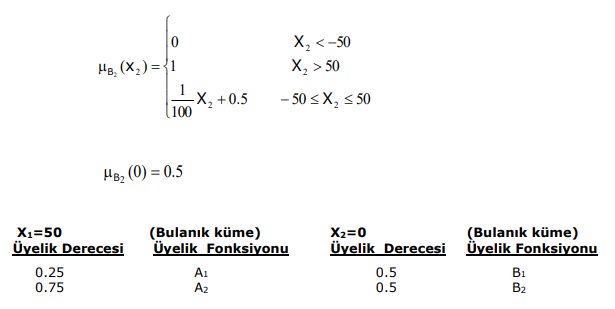 0 X₂ < −50
μ_B₂(X₂) = { 1 X₂ > 50
1/100 X₂ + 0.5 − 50 ≤ X₂ ≤ 50
μ_B₂(0) = 0.5
X₁=50 (Bulanık küme) X₂=0 (Bulanık küme)
Üyelik Derecesi Üyelik Fonksiyonu Üyelik Derecesi Üyelik Fonksiyonu
0.25 A₁ 0.5 B₁
0.75 A₂ 0.5 B₂